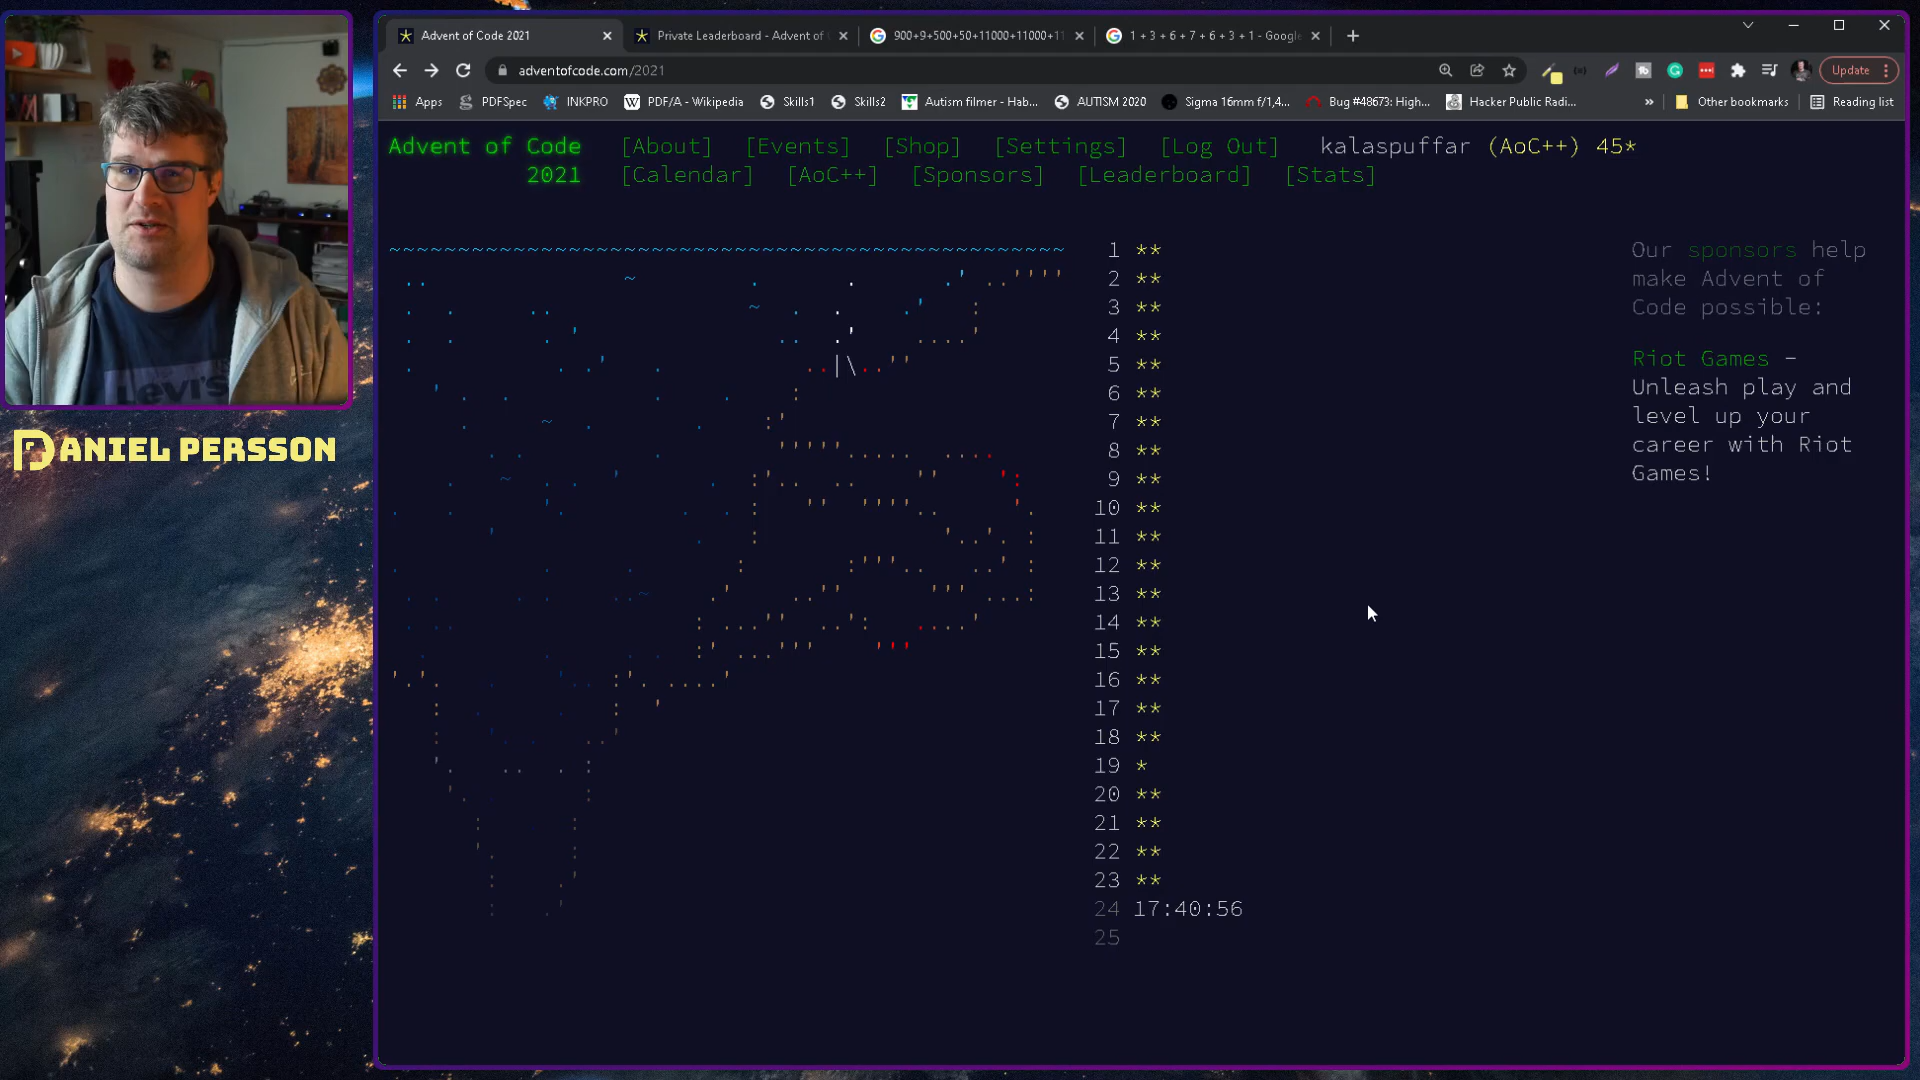 Advent of Code 2021
Private Leaderboard - Advent of
900+9+500+50+11000+11000+11
1 + 3 + 6 + 7 + 6 + 3 + 1 - Google
adventofcode.com/2021
Update
Apps
PDFSpec
INKPRO
PDF/A - Wikipedia
Skills1
Skills2
Autism filmer - Hab...
AUTISM 2020
Sigma 16mm f/1,4...
Bug #48673: High...
Hacker Public Radi...
»
Other bookmarks
Reading list
Advent of Code [About] [Events] [Shop] [Settings] [Log Out] kalaspuffar (AoC++) 45*
2021 [Calendar] [AoC++] [Sponsors] [Leaderboard] [Stats]
1 **
2 **
3 **
4 **
5 **
6 **
7 **
8 **
9 **
10 **
11 **
12 **
13 **
14 **
15 **
16 **
17 **
18 **
19 *
20 **
21 **
22 **
23 **
24 17:40:56
25
Our sponsors help
make Advent of
Code possible:
Riot Games -
Unleash play and
level up your
career with Riot
Games!
Levi's
DANIEL PERSSON